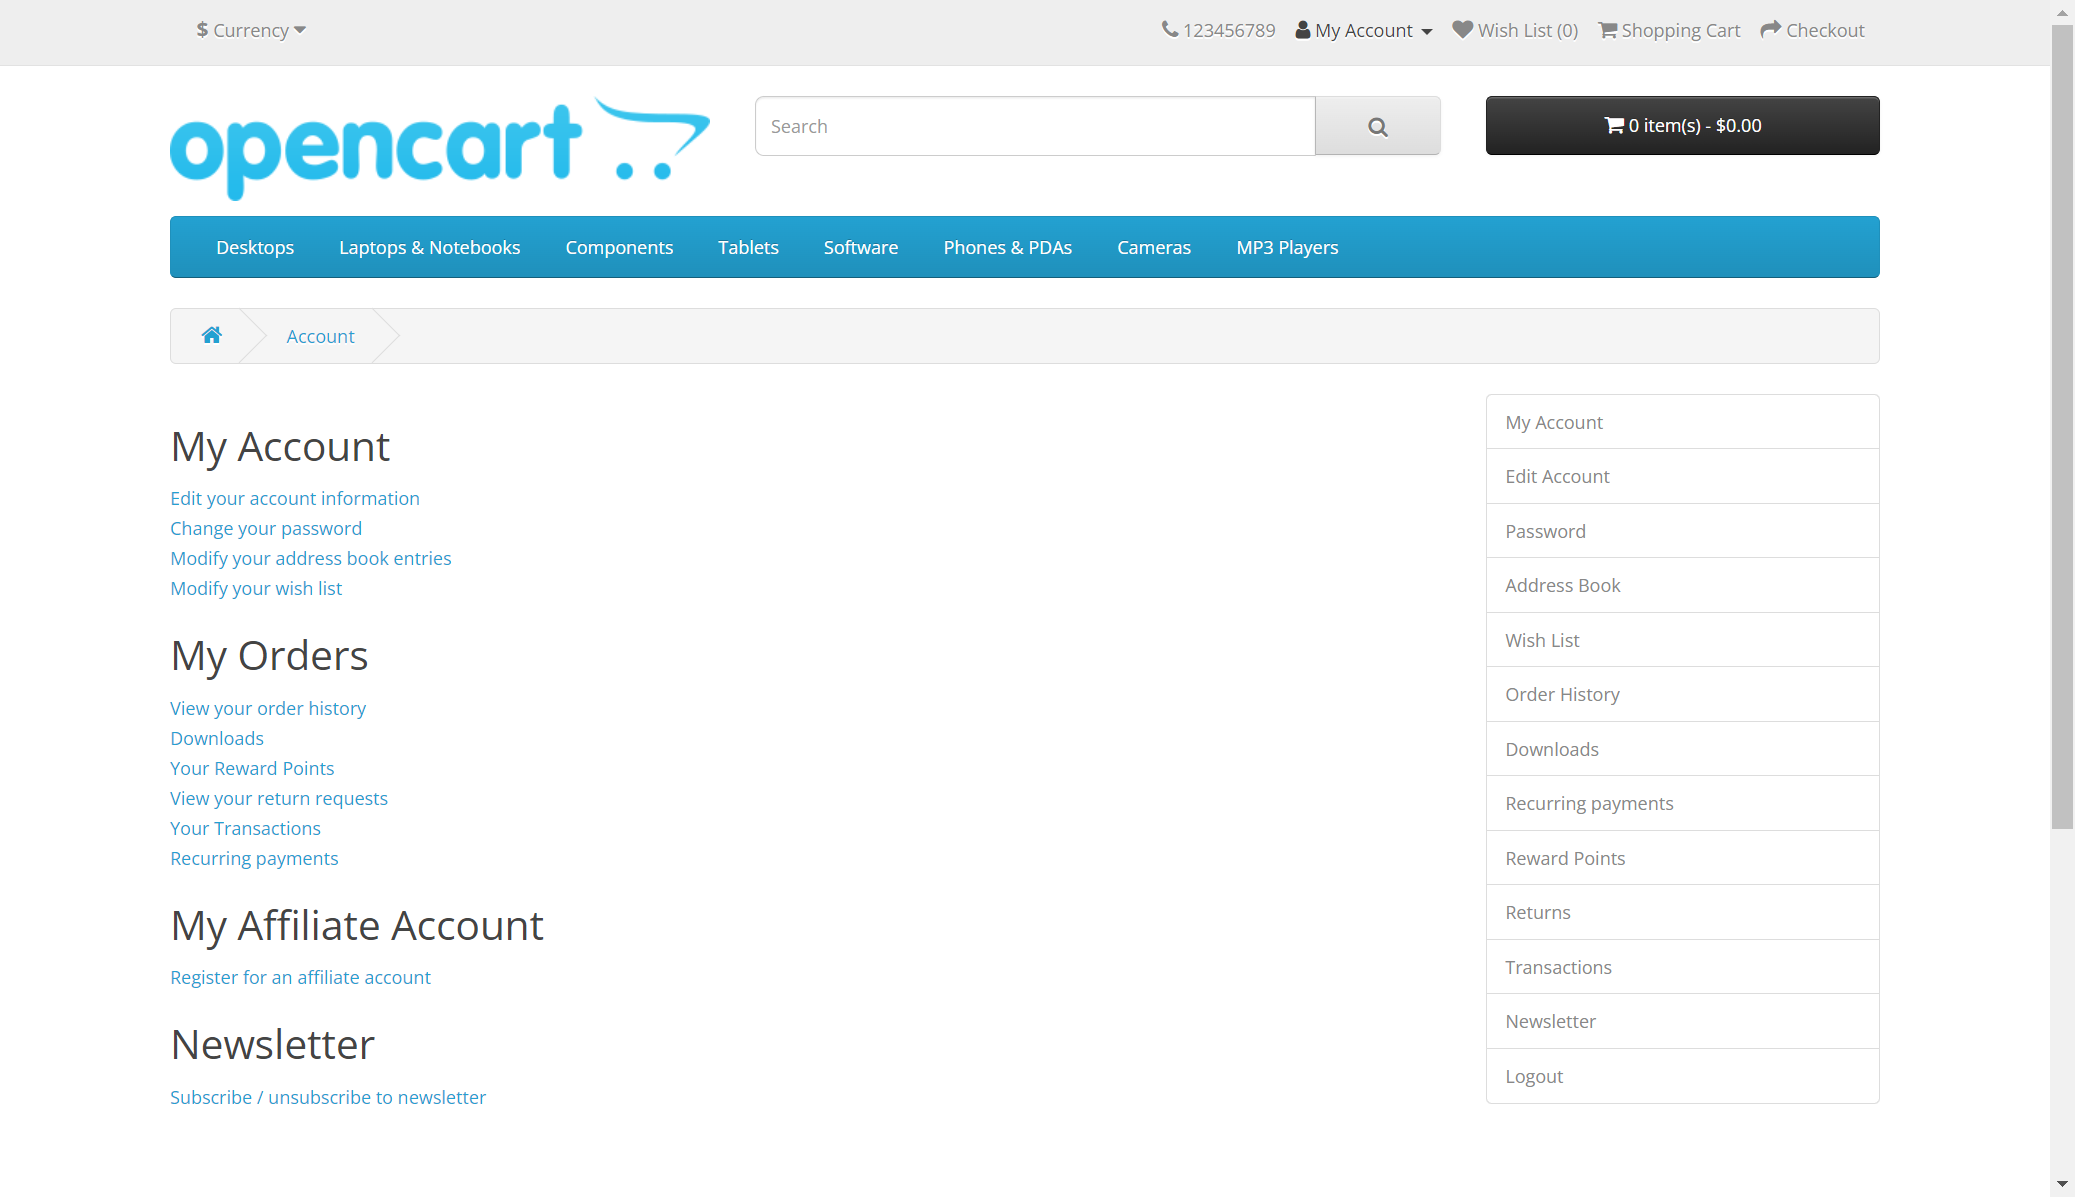 $ Currency
123456789 My Account Wish List (0) Shopping Cart Checkout
opencart
Search
0 item(s) - $0.00
Desktops Laptops & Notebooks Components Tablets Software Phones & PDAs Cameras MP3 Players
Account
My Account
Edit your account information
Change your password
Modify your address book entries
Modify your wish list
My Orders
View your order history
Downloads
Your Reward Points
View your return requests
Your Transactions
Recurring payments
My Affiliate Account
Register for an affiliate account
Newsletter
Subscribe / unsubscribe to newsletter
My Account
Edit Account
Password
Address Book
Wish List
Order History
Downloads
Recurring payments
Reward Points
Returns
Transactions
Newsletter
Logout